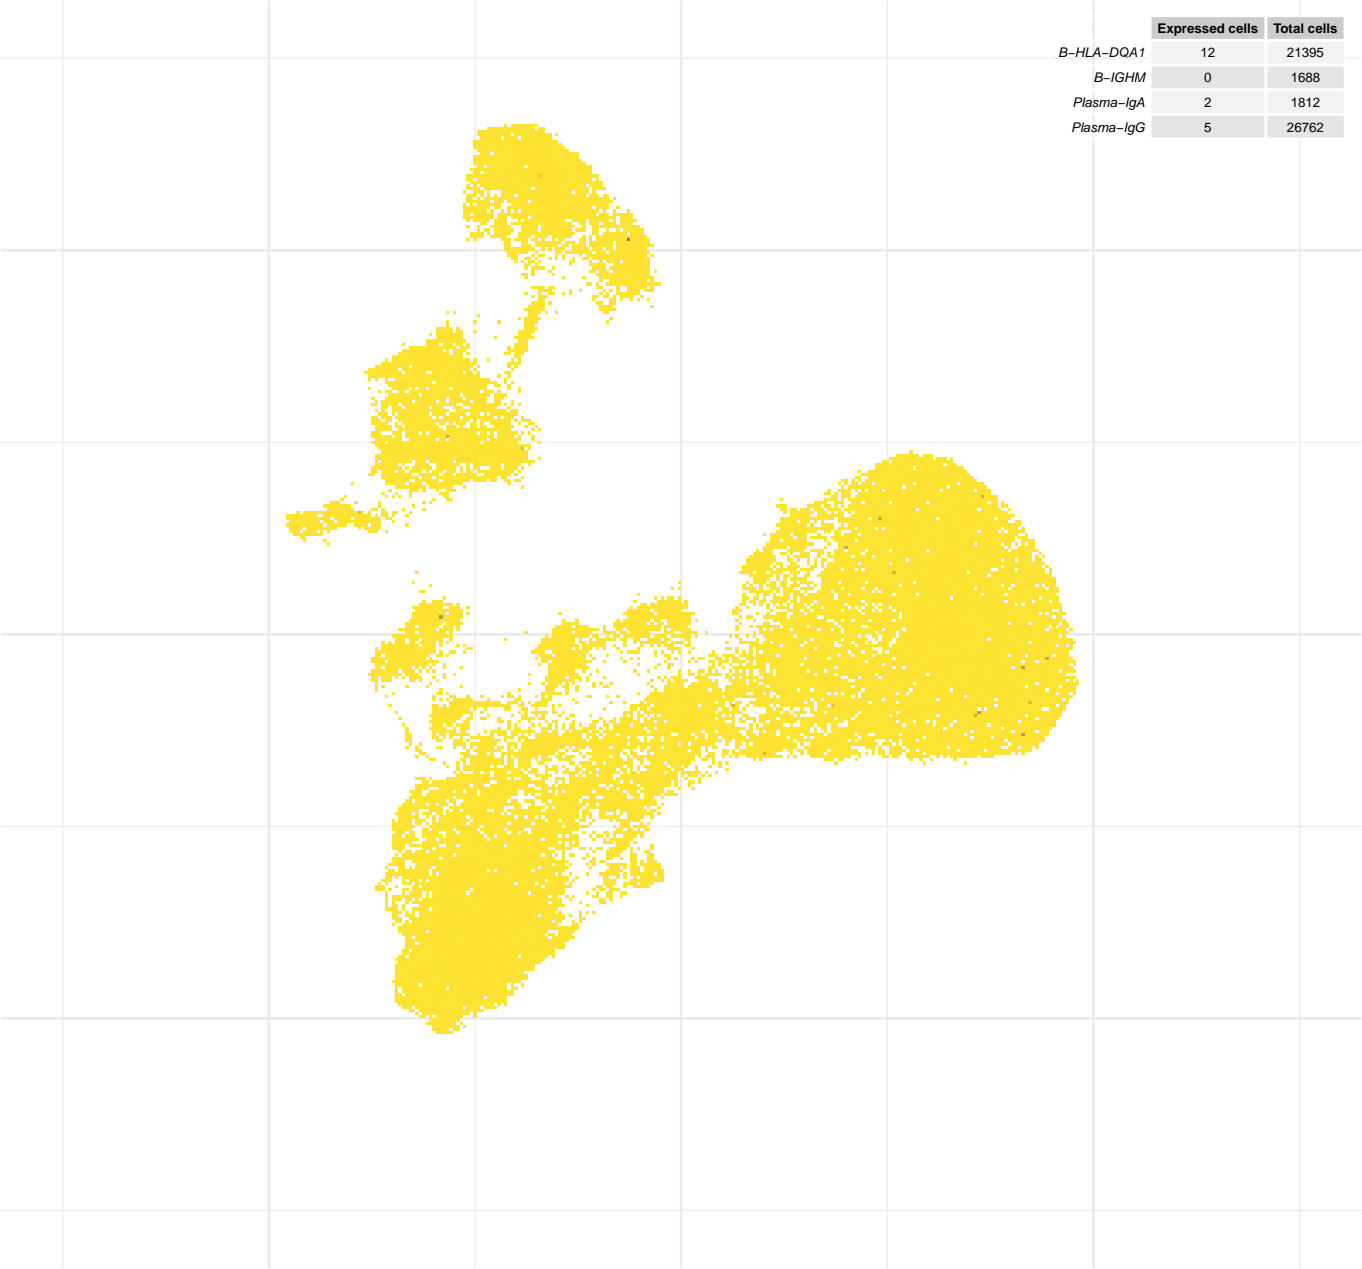 Expressed cells Total cells
B−HLA−DQA1 12 21395
B−IGHM 0 1688
Plasma−IgA 2 1812
Plasma−IgG 5 26762